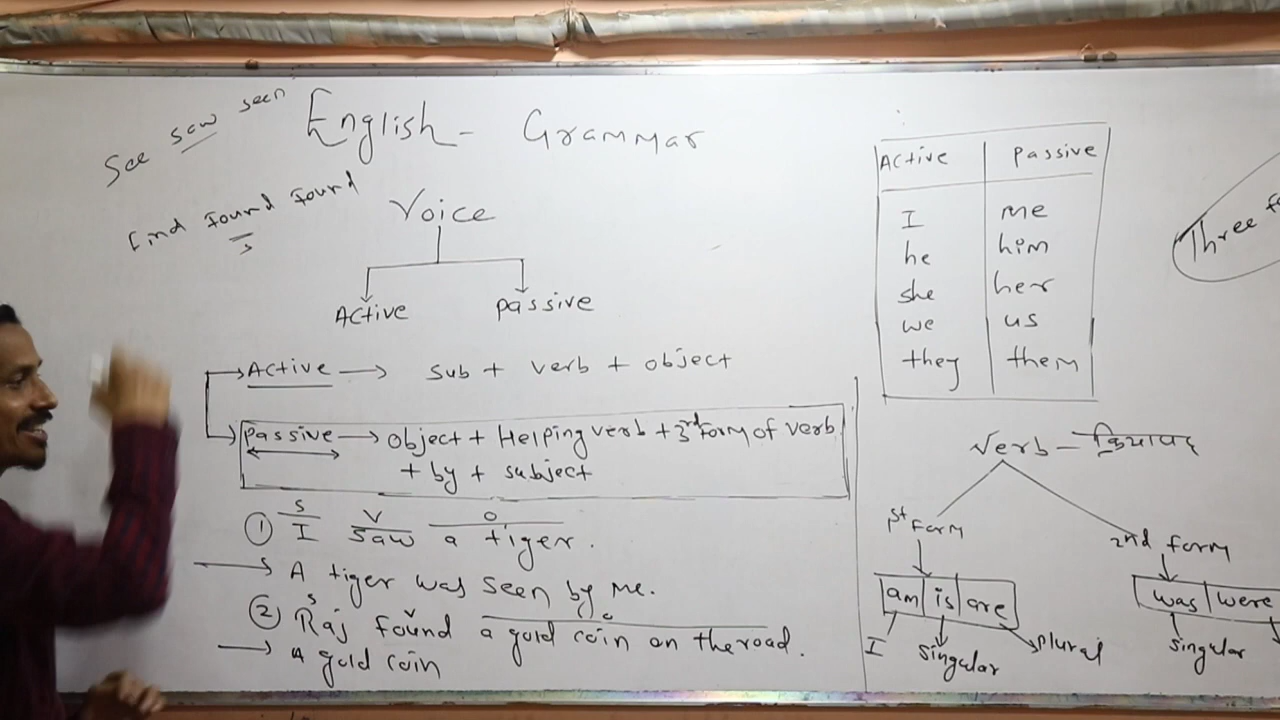 See saw seen
English - Grammar
find found found
Voice
Active
passive
Active → sub + verb + object
passive → object + Helping verb + 3rd form of verb
+ by + subject
S V O
① I saw a tiger.
→ A tiger was seen by me.
S V O
② Raj found a gold coin on the road.
→ A gold coin
Active passive
I me
he him
she her
we us
they them
Three
Verb - क्रियापद
1st form
2nd form
am is are
was were
I singular plural
singular